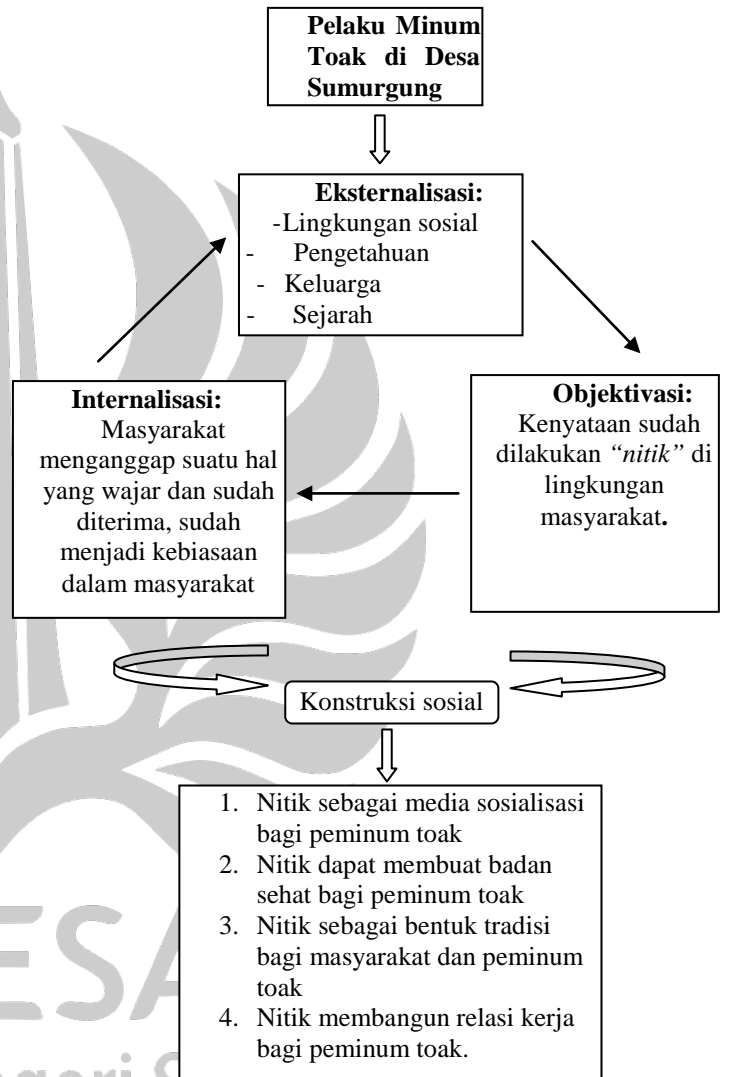 Pelaku Minum
Toak di Desa
Sumurgung
Eksternalisasi:
-Lingkungan sosial
- Pengetahuan
- Keluarga
- Sejarah
Internalisasi:
Masyarakat
menganggap suatu hal
yang wajar dan sudah
diterima, sudah
menjadi kebiasaan
dalam masyarakat
Objektivasi:
Kenyataan sudah
dilakukan “nitik” di
lingkungan
masyarakat.
Konstruksi sosial
1. Nitik sebagai media sosialisasi
bagi peminum toak
2. Nitik dapat membuat badan
sehat bagi peminum toak
3. Nitik sebagai bentuk tradisi
bagi masyarakat dan peminum
toak
4. Nitik membangun relasi kerja
bagi peminum toak.